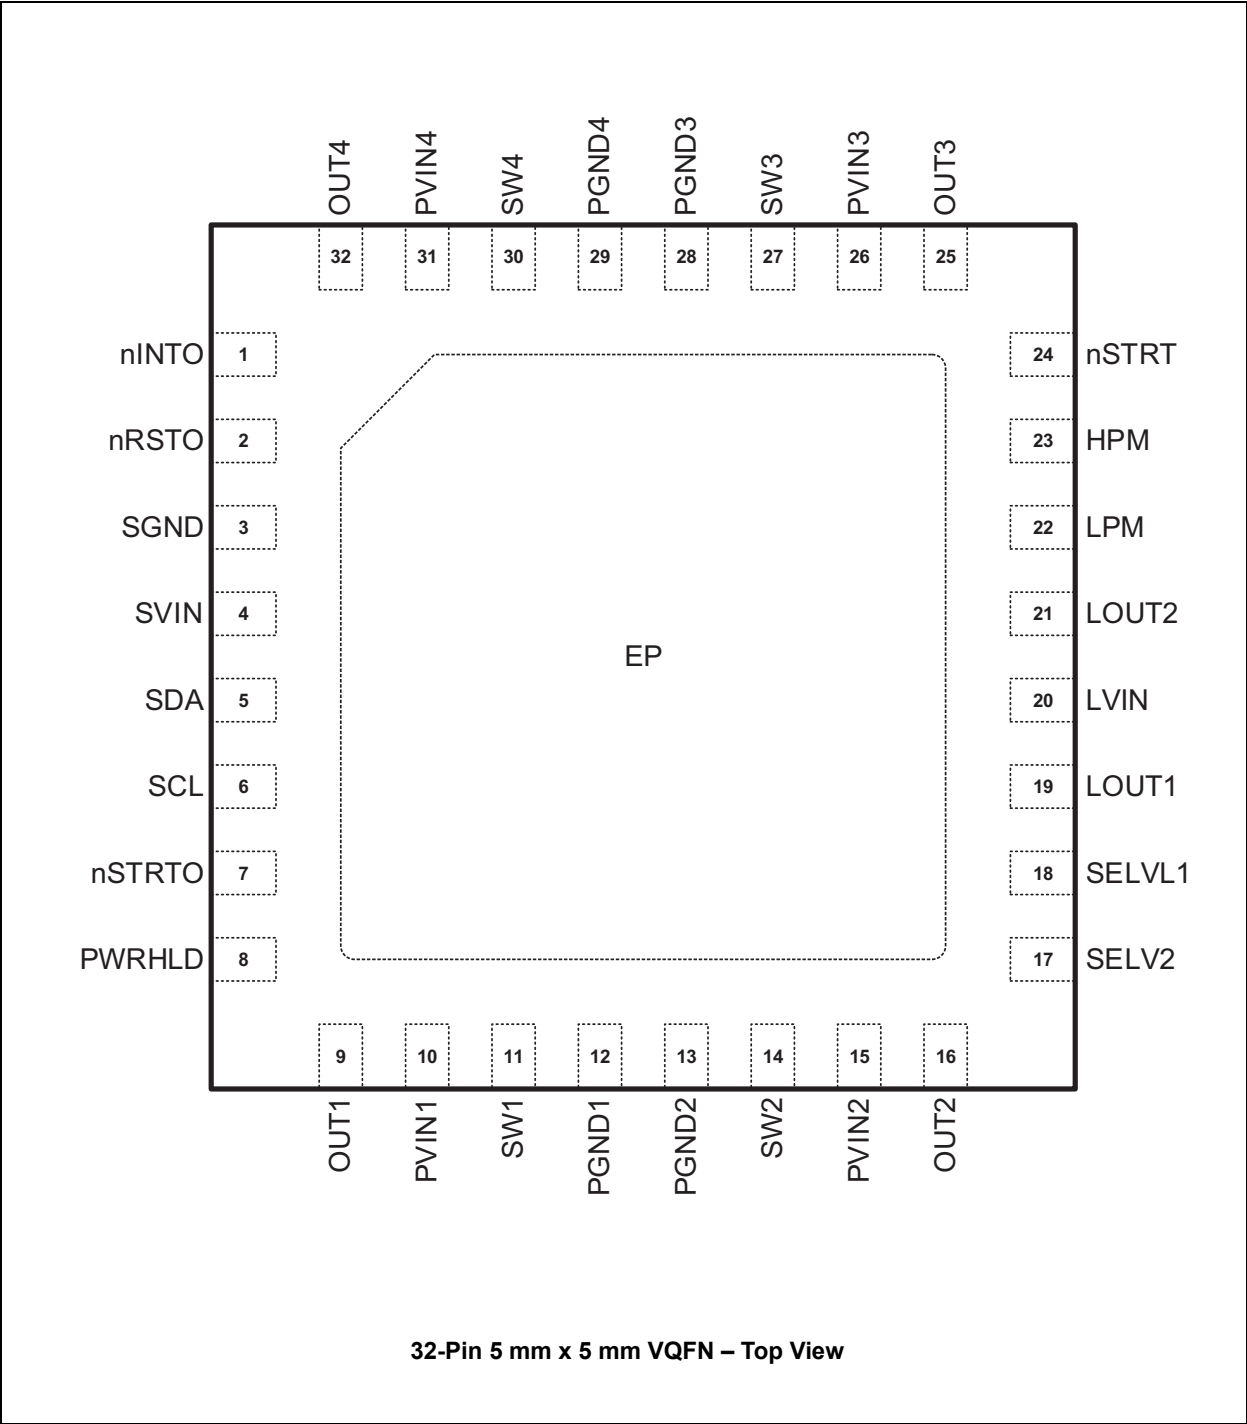 OUT4
PVIN4
SW4
PGND4
PGND3
SW3
PVIN3
OUT3
32 31 30 29 28 27 26 25
nINTO 1 24 nSTRT
nRSTO 2 23 HPM
SGND 3 22 LPM
SVIN 4 21 LOUT2
EP
SDA 5 20 LVIN
SCL 6 19 LOUT1
nSTRTO 7 18 SELVL1
PWRHLD 8 17 SELV2
9 10 11 12 13 14 15 16
OUT1
PVIN1
SW1
PGND1
PGND2
SW2
PVIN2
OUT2
32-Pin 5 mm x 5 mm VQFN – Top View